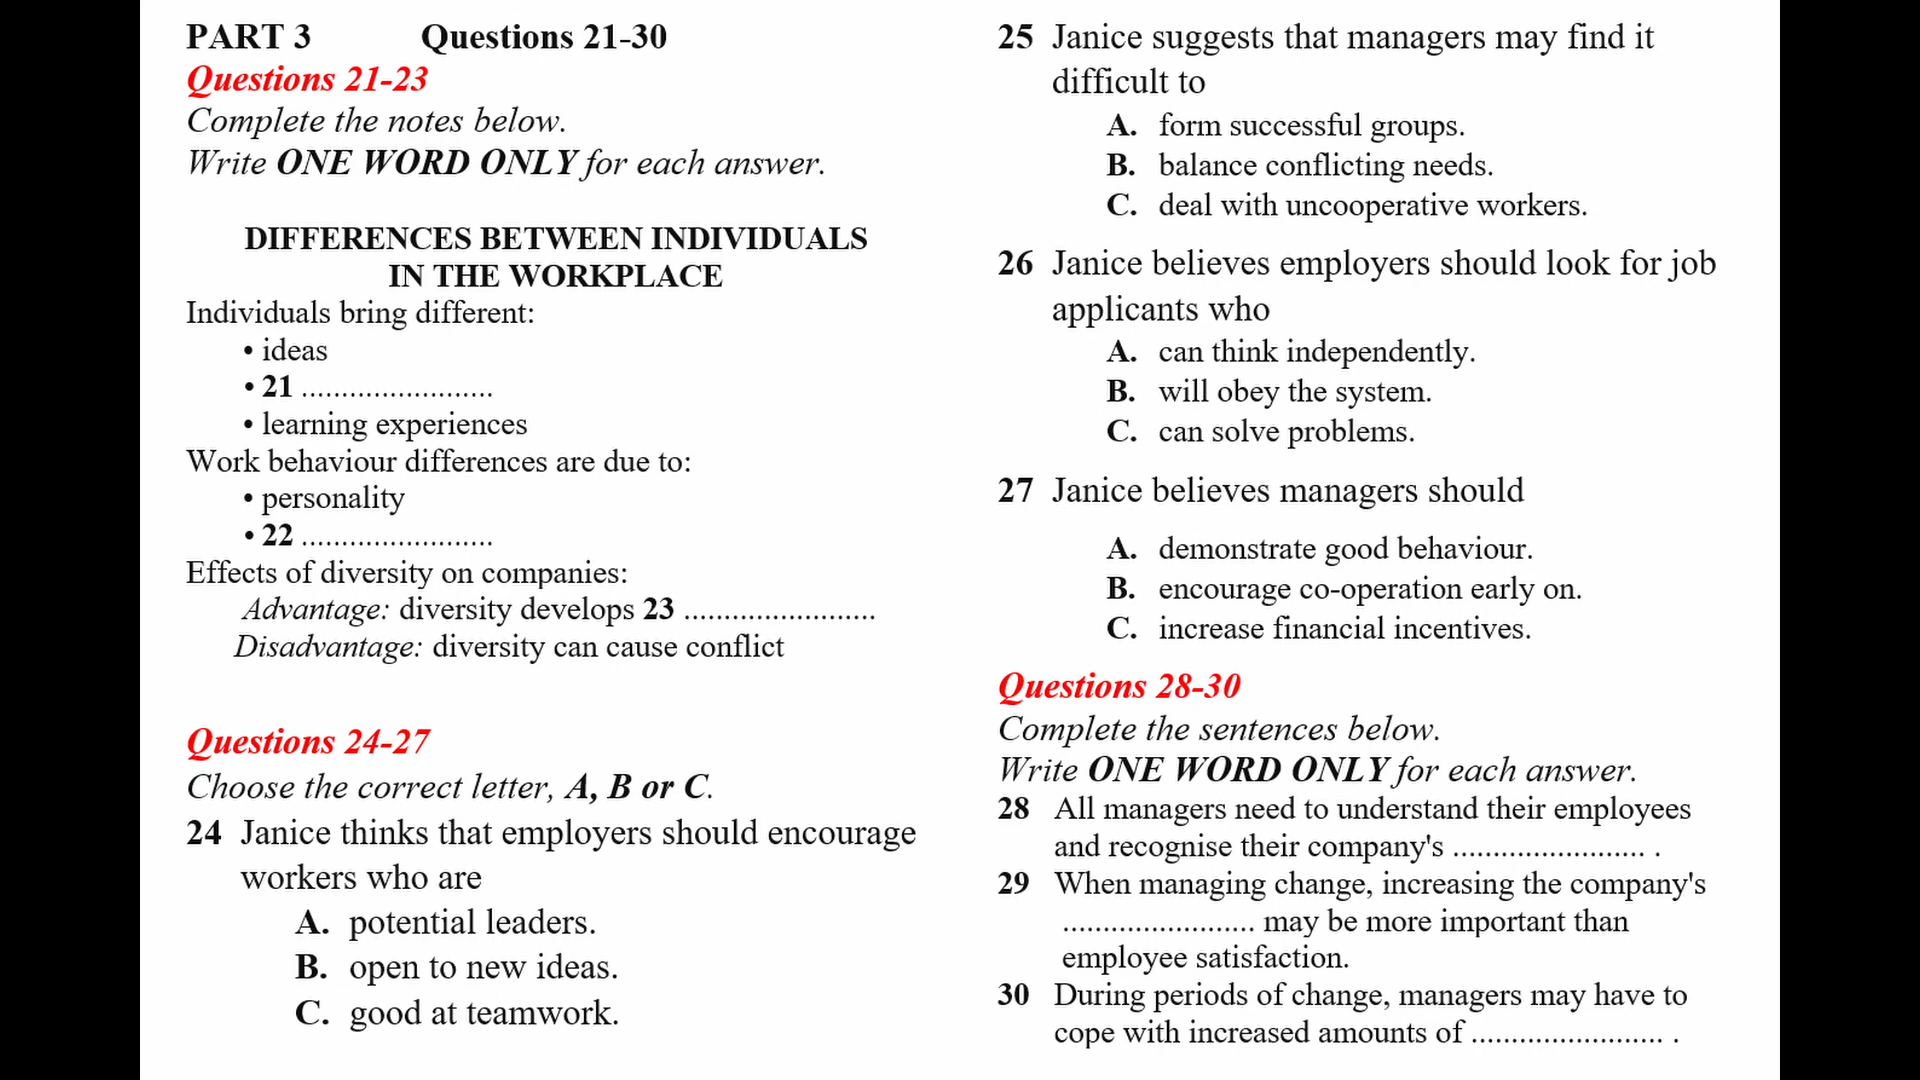 PART 3 Questions 21-30
Questions 21-23
Complete the notes below.
Write ONE WORD ONLY for each answer.
DIFFERENCES BETWEEN INDIVIDUALS
IN THE WORKPLACE
Individuals bring different:
• ideas
• 21 ........................
• learning experiences
Work behaviour differences are due to:
• personality
• 22 ........................
Effects of diversity on companies:
Advantage: diversity develops 23 ........................
Disadvantage: diversity can cause conflict
Questions 24-27
Choose the correct letter, A, B or C.
24 Janice thinks that employers should encourage
workers who are
A. potential leaders.
B. open to new ideas.
C. good at teamwork.
25 Janice suggests that managers may find it
difficult to
A. form successful groups.
B. balance conflicting needs.
C. deal with uncooperative workers.
26 Janice believes employers should look for job
applicants who
A. can think independently.
B. will obey the system.
C. can solve problems.
27 Janice believes managers should
A. demonstrate good behaviour.
B. encourage co-operation early on.
C. increase financial incentives.
Questions 28-30
Complete the sentences below.
Write ONE WORD ONLY for each answer.
28 All managers need to understand their employees
and recognise their company's ........................ .
29 When managing change, increasing the company's
........................ may be more important than
employee satisfaction.
30 During periods of change, managers may have to
cope with increased amounts of ........................ .